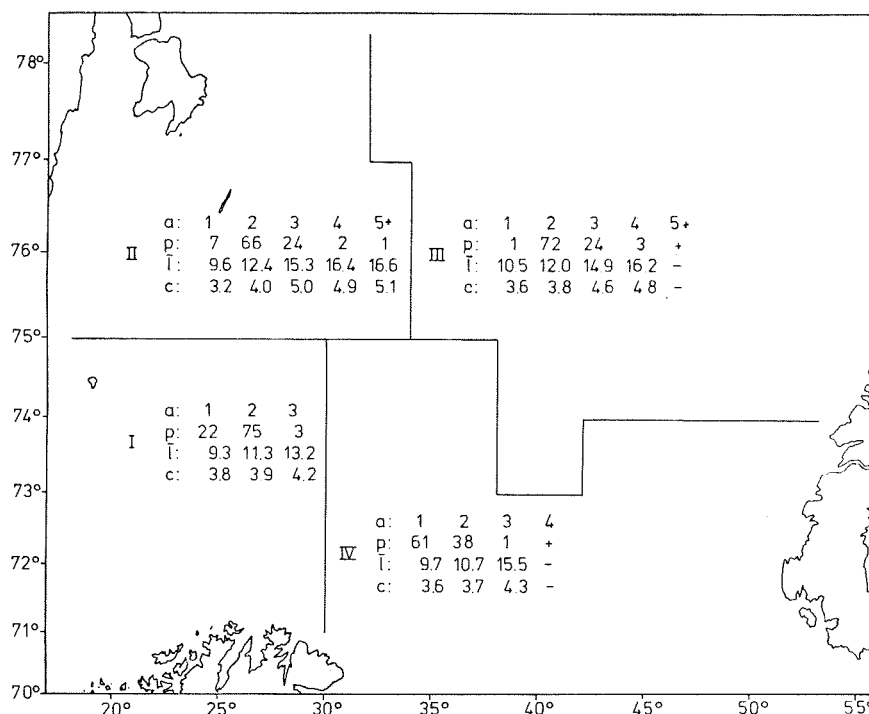 78°
77°
76°
75°
74°
73°
72°
71°
70°
II
a: 1 2 3 4 5+
p: 7 66 24 2 1
l̄: 9.6 12.4 15.3 16.4 16.6
c: 3.2 4.0 5.0 4.9 5.1
III
a: 1 2 3 4 5+
p: 1 72 24 3 +
l̄: 10.5 12.0 14.9 16.2 –
c: 3.6 3.8 4.6 4.8 –
I
a: 1 2 3
p: 22 75 3
l̄: 9.3 11.3 13.2
c: 3.8 3.9 4.2
IV
a: 1 2 3 4
p: 61 38 1 +
l̄: 9.7 10.7 15.5 –
c: 3.6 3.7 4.3 –
20° 25° 30° 35° 40° 45° 50° 55°